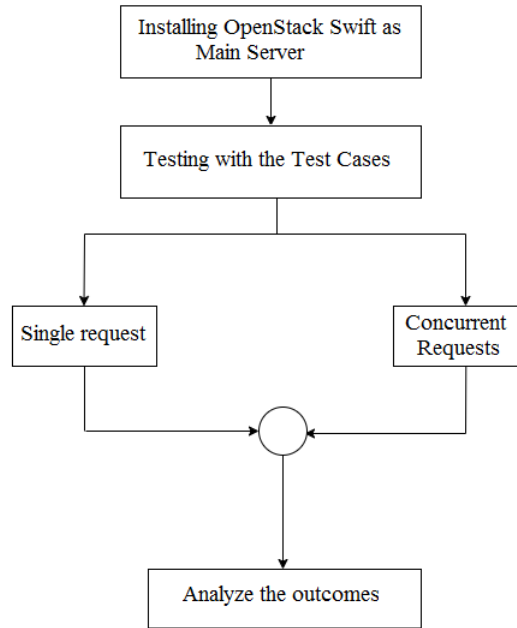 Installing OpenStack Swift as
Main Server
Testing with the Test Cases
Single request
Concurrent
Requests
Analyze the outcomes